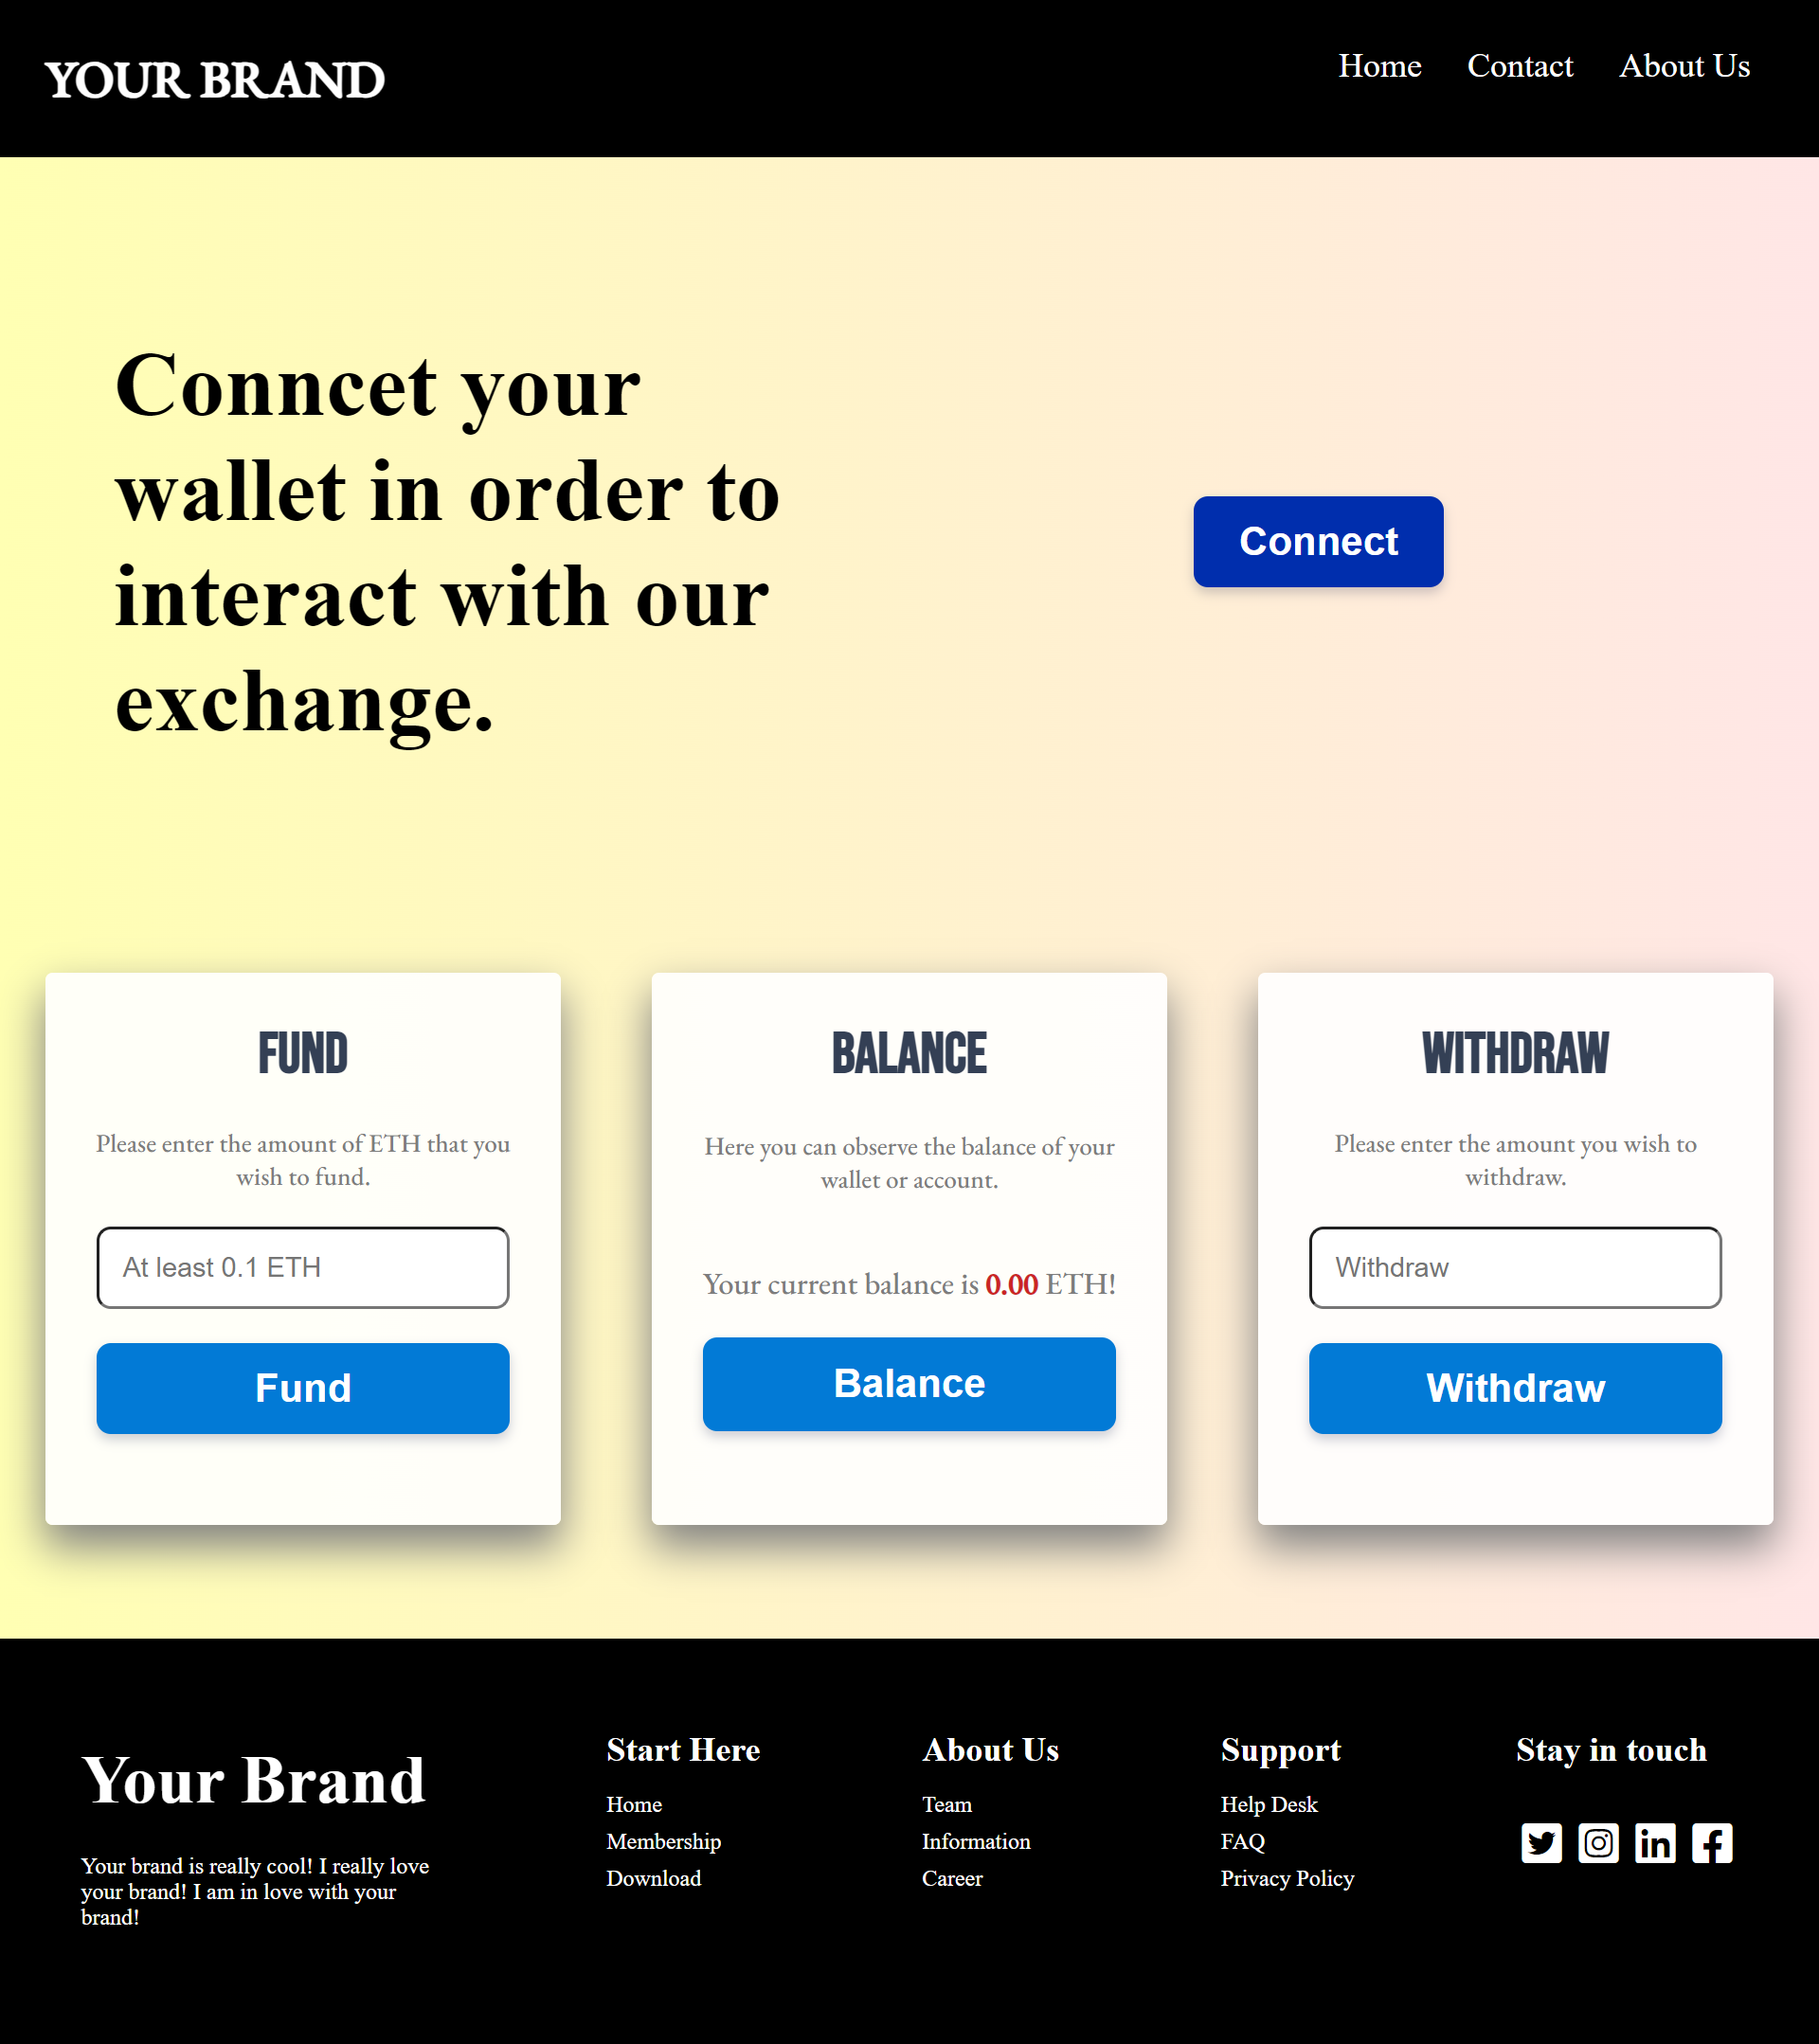 YOUR BRAND
Home Contact About Us
Conncet your
wallet in order to
interact with our
exchange.
Connect
FUND
Please enter the amount of ETH that you
wish to fund.
At least 0.1 ETH
Fund
BALANCE
Here you can observe the balance of your
wallet or account.
Your current balance is 0.00 ETH!
Balance
WITHDRAW
Please enter the amount you wish to
withdraw.
Withdraw
Withdraw
Your Brand
Your brand is really cool! I really love
your brand! I am in love with your
brand!
Start Here
Home
Membership
Download
About Us
Team
Information
Career
Support
Help Desk
FAQ
Privacy Policy
Stay in touch